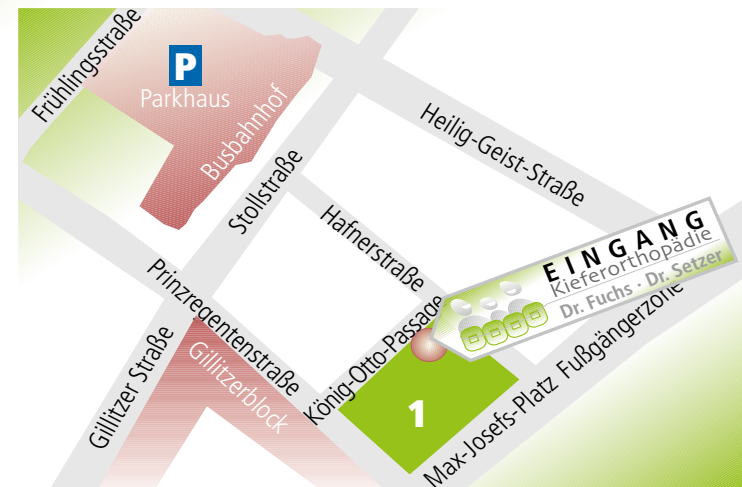 Frühlingsstraße
P
Parkhaus
Busbahnhof
Stollstraße
Heilig-Geist-Straße
Hafnerstraße
EINGANG
Kieferorthopädie
Dr. Fuchs · Dr. Setzer
Prinzregentenstraße
Gillitzer Straße
Gillitzerblock
König-Otto-Passage
1
Max-Josefs-Platz Fußgängerzone